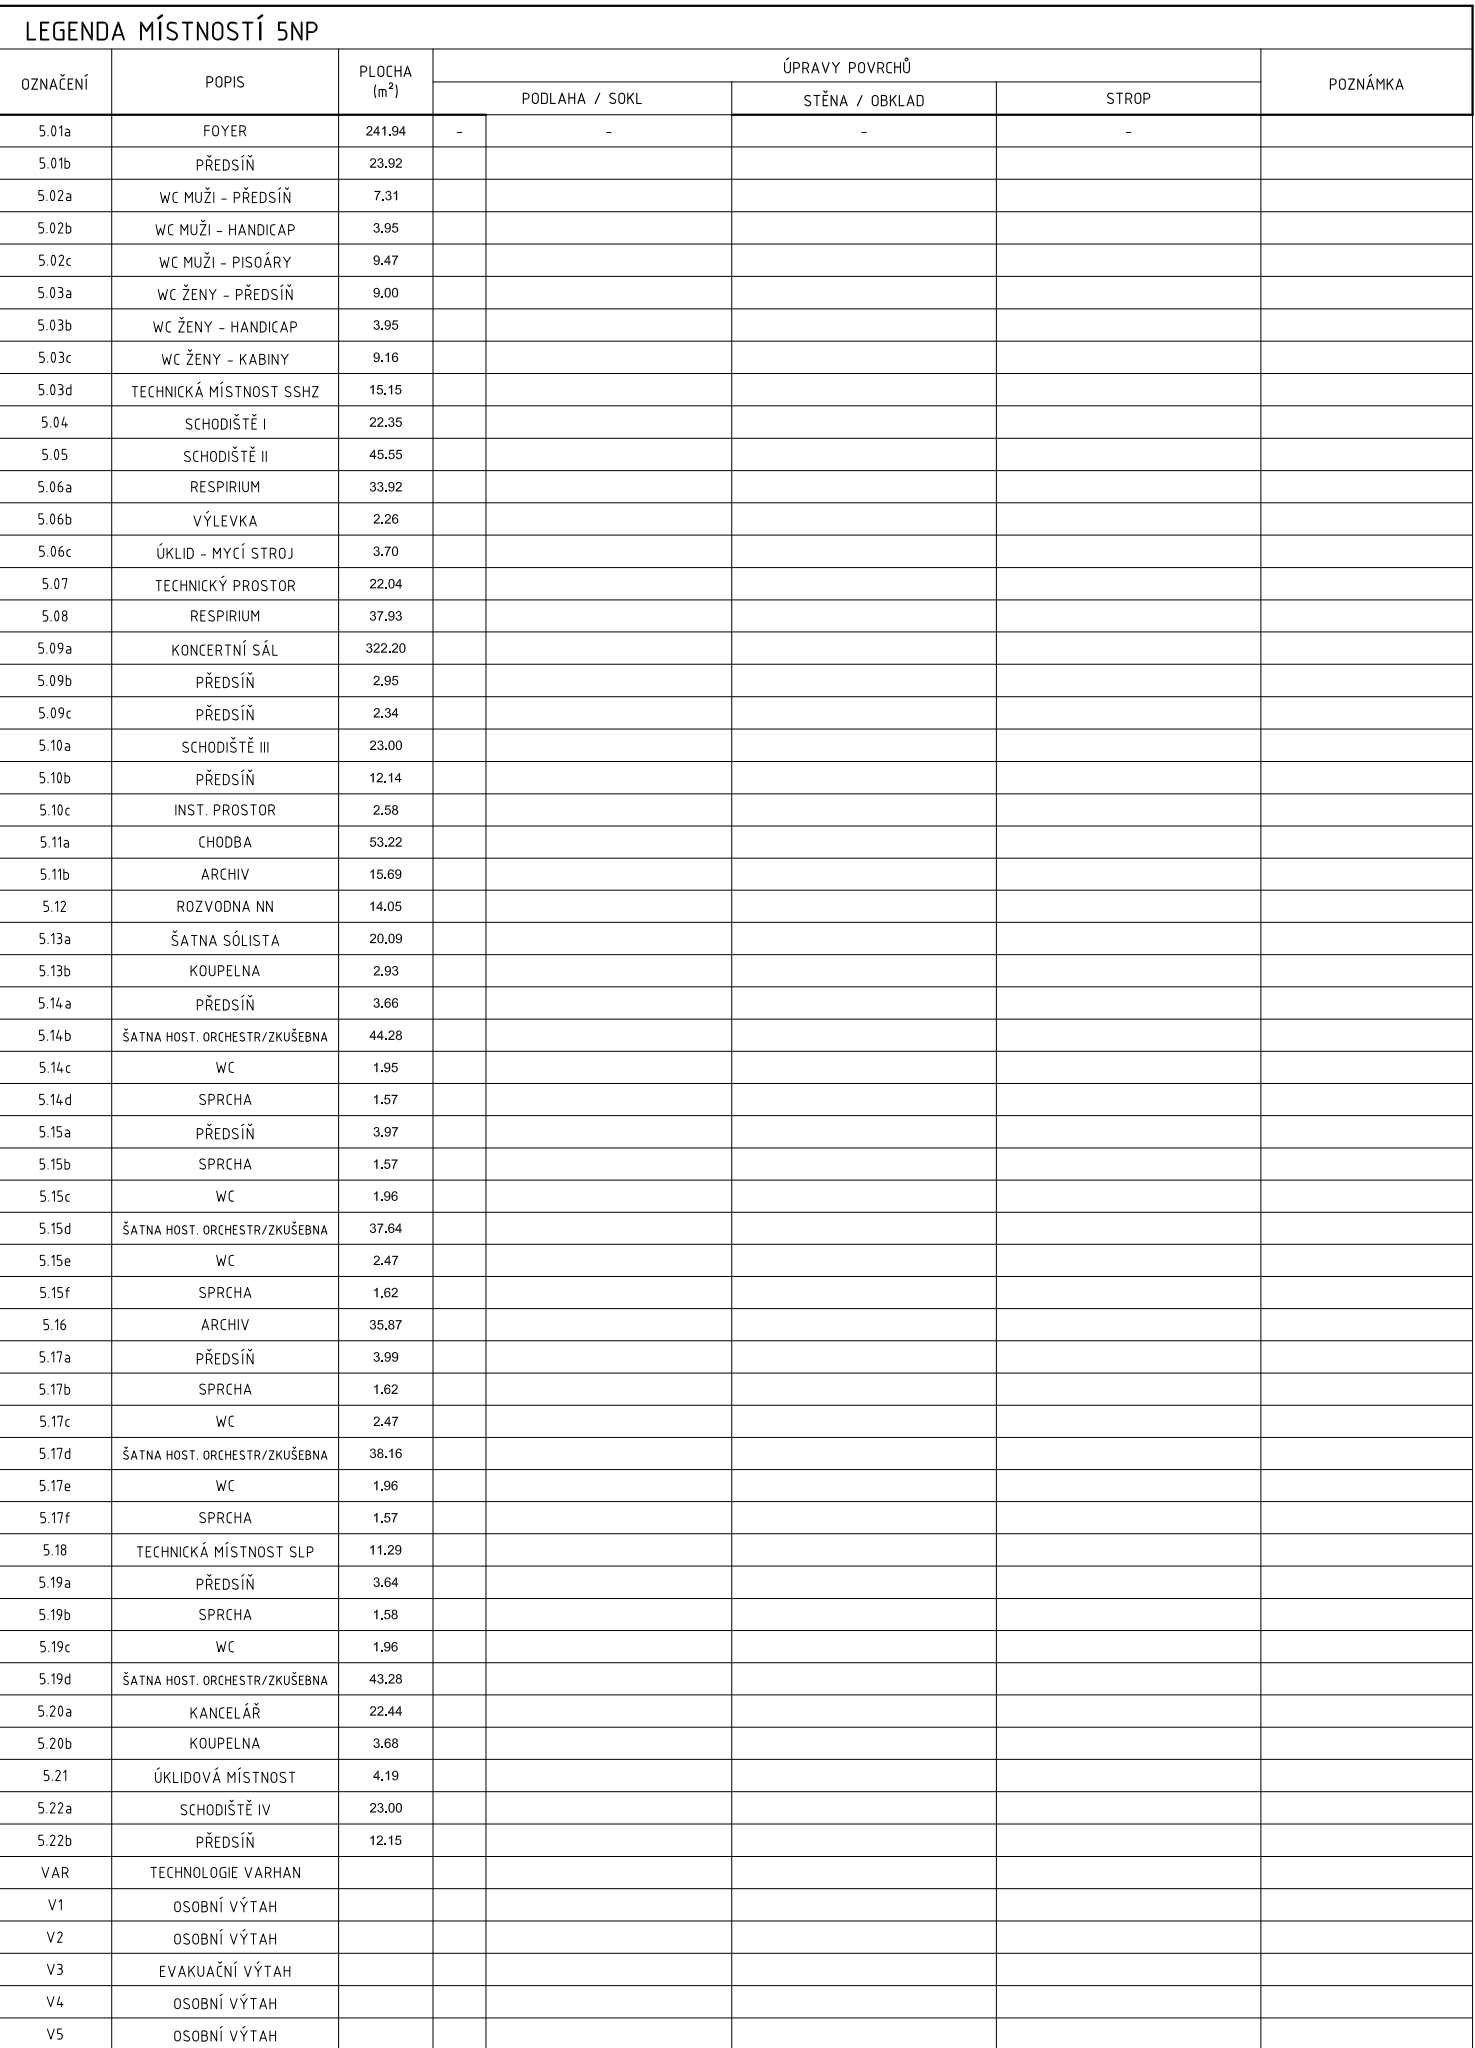 LEGENDA MÍSTNOSTÍ 5NP
OZNAČENÍ POPIS PLOCHA (m²) ÚPRAVY POVRCHŮ POZNÁMKA
PODLAHA / SOKL STĚNA / OBKLAD STROP
5.01a FOYER 241.94 - - - -
5.01b PŘEDSÍŇ 23.92
5.02a WC MUŽI - PŘEDSÍŇ 7.31
5.02b WC MUŽI - HANDICAP 3.95
5.02c WC MUŽI - PISOÁRY 9.47
5.03a WC ŽENY - PŘEDSÍŇ 9.00
5.03b WC ŽENY - HANDICAP 3.95
5.03c WC ŽENY - KABINY 9.16
5.03d TECHNICKÁ MÍSTNOST SSHZ 15.15
5.04 SCHODIŠTĚ I 22.35
5.05 SCHODIŠTĚ II 45.55
5.06a RESPIRIUM 33.92
5.06b VÝLEVKA 2.26
5.06c ÚKLID - MYCÍ STROJ 3.70
5.07 TECHNICKÝ PROSTOR 22.04
5.08 RESPIRIUM 37.93
5.09a KONCERTNÍ SÁL 322.20
5.09b PŘEDSÍŇ 2.95
5.09c PŘEDSÍŇ 2.34
5.10a SCHODIŠTĚ III 23.00
5.10b PŘEDSÍŇ 12.14
5.10c INST. PROSTOR 2.58
5.11a CHODBA 53.22
5.11b ARCHIV 15.69
5.12 ROZVODNA NN 14.05
5.13a ŠATNA SÓLISTA 20.09
5.13b KOUPELNA 2.93
5.14a PŘEDSÍŇ 3.66
5.14b ŠATNA HOST. ORCHESTR/ZKUŠEBNA 44.28
5.14c WC 1.95
5.14d SPRCHA 1.57
5.15a PŘEDSÍŇ 3.97
5.15b SPRCHA 1.57
5.15c WC 1.96
5.15d ŠATNA HOST. ORCHESTR/ZKUŠEBNA 37.64
5.15e WC 2.47
5.15f SPRCHA 1.62
5.16 ARCHIV 35.87
5.17a PŘEDSÍŇ 3.99
5.17b SPRCHA 1.62
5.17c WC 2.47
5.17d ŠATNA HOST. ORCHESTR/ZKUŠEBNA 38.16
5.17e WC 1.96
5.17f SPRCHA 1.57
5.18 TECHNICKÁ MÍSTNOST SLP 11.29
5.19a PŘEDSÍŇ 3.64
5.19b SPRCHA 1.58
5.19c WC 1.96
5.19d ŠATNA HOST. ORCHESTR/ZKUŠEBNA 43.28
5.20a KANCELÁŘ 22.44
5.20b KOUPELNA 3.68
5.21 ÚKLIDOVÁ MÍSTNOST 4.19
5.22a SCHODIŠTĚ IV 23.00
5.22b PŘEDSÍŇ 12.15
VAR TECHNOLOGIE VARHAN
V1 OSOBNÍ VÝTAH
V2 OSOBNÍ VÝTAH
V3 EVAKUAČNÍ VÝTAH
V4 OSOBNÍ VÝTAH
V5 OSOBNÍ VÝTAH